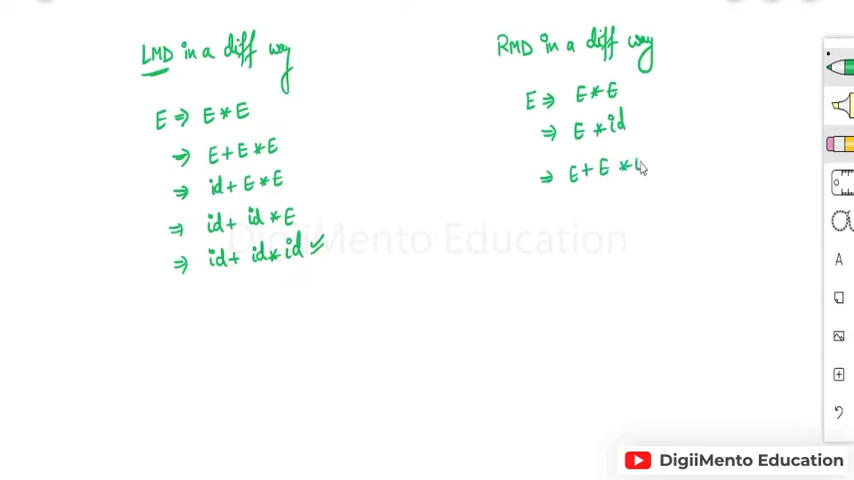 LMD in a diff way
E ⇒ E * E
→ E + E * E
⇒ id + E * E
⇒ id + id * E
⇒ id + id * id ✓
RMD in a diff way
E ⇒ E * E
⇒ E * id
⇒ E + E *
DigiiMento Education
A
DigiiMento Education